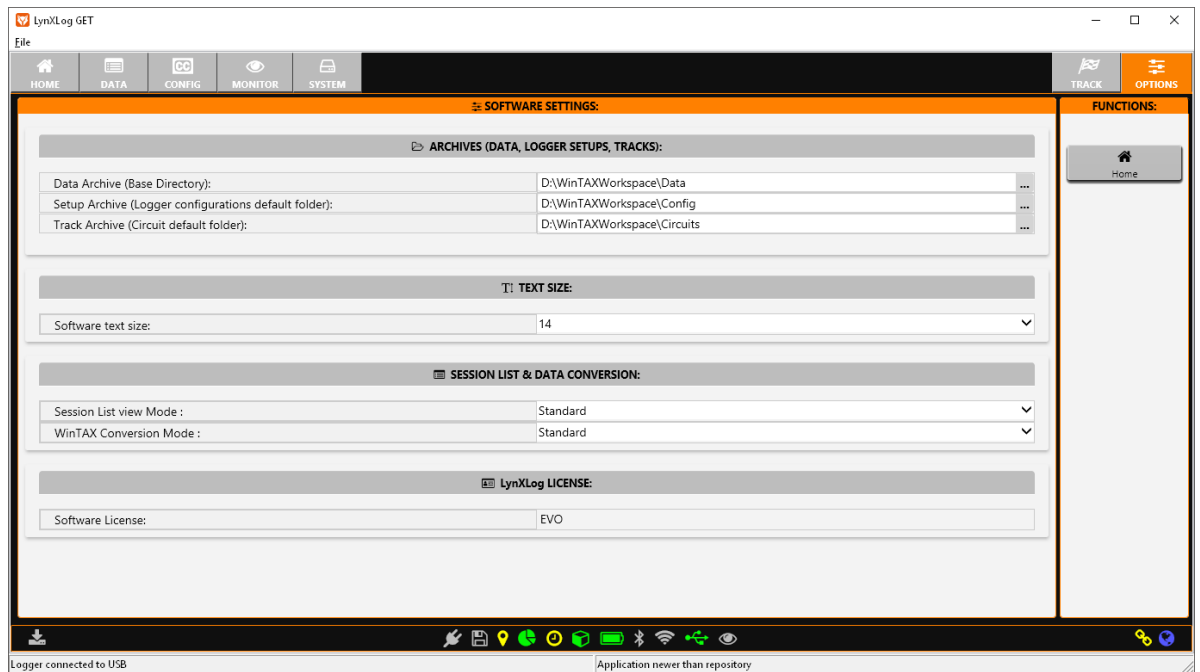 LynXLog GET
File
HOME DATA CONFIG MONITOR SYSTEM TRACK OPTIONS
SOFTWARE SETTINGS: FUNCTIONS:
ARCHIVES (DATA, LOGGER SETUPS, TRACKS):
Home
Data Archive (Base Directory): D:\WinTAXWorkspace\Data ...
Setup Archive (Logger configurations default folder): D:\WinTAXWorkspace\Config ...
Track Archive (Circuit default folder): D:\WinTAXWorkspace\Circuits ...
TEXT SIZE:
Software text size: 14
SESSION LIST & DATA CONVERSION:
Session List view Mode : Standard
WinTAX Conversion Mode : Standard
LynXLog LICENSE:
Software License: EVO
Logger connected to USB Application newer than repository